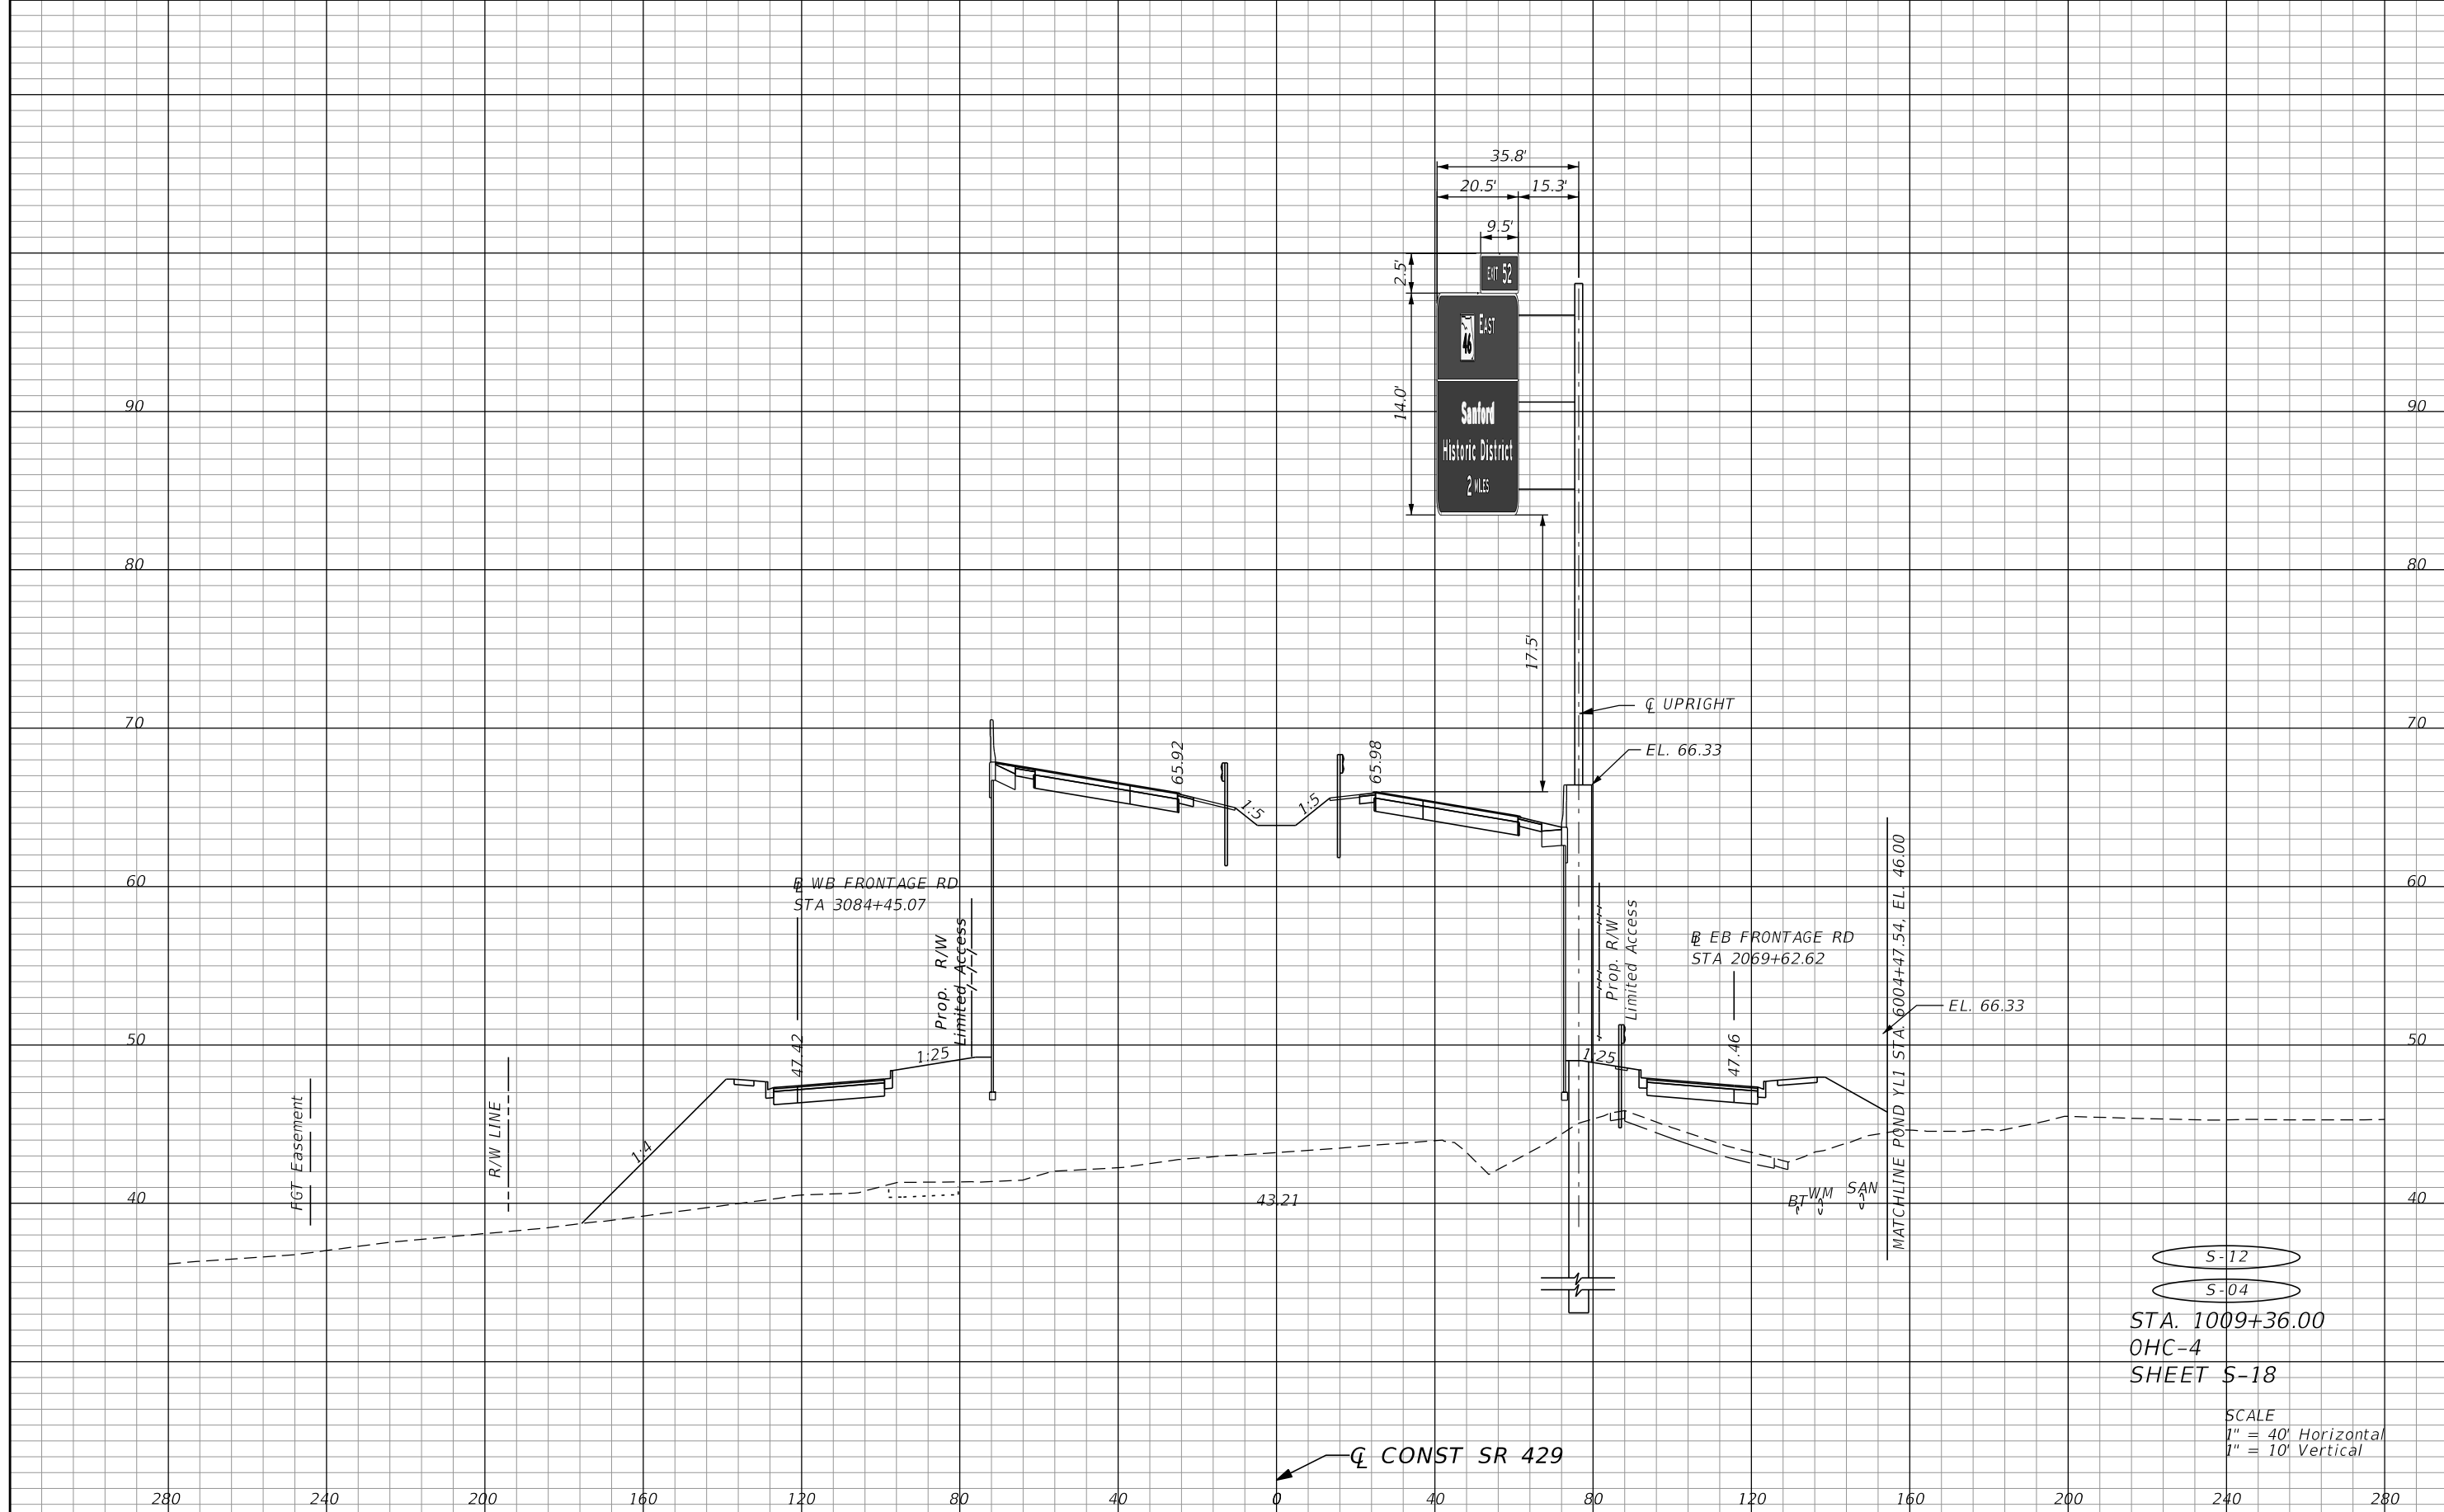 35.8'
20.5'
15.3'
9.5'
2.5'
EXIT 52
14.0'
46
EAST
Sanford
Historic District
2 MILES
17.5'
90
90
80
80
70
70
60
60
50
50
40
40
℄ UPRIGHT
EL. 66.33
65.92
65.98
1:5
1:5
BL WB FRONTAGE RD
STA 3084+45.07
Prop. R/W
Limited Access
Prop. R/W
Limited Access
BL EB FRONTAGE RD
STA 2069+62.62
MATCHLINE POND YL1 STA. 6004+47.54, EL. 46.00
EL. 66.33
47.42
1:25
1:25
47.46
FGT Easement
R/W LINE
1:4
43.21
BT
WM
SAN
S-12
S-04
STA. 1009+36.00
OHC-4
SHEET S-18
SCALE
1" = 40' Horizontal
1" = 10' Vertical
℄ CONST SR 429
280 240 200 160 120 80 40 0 40 80 120 160 200 240 280